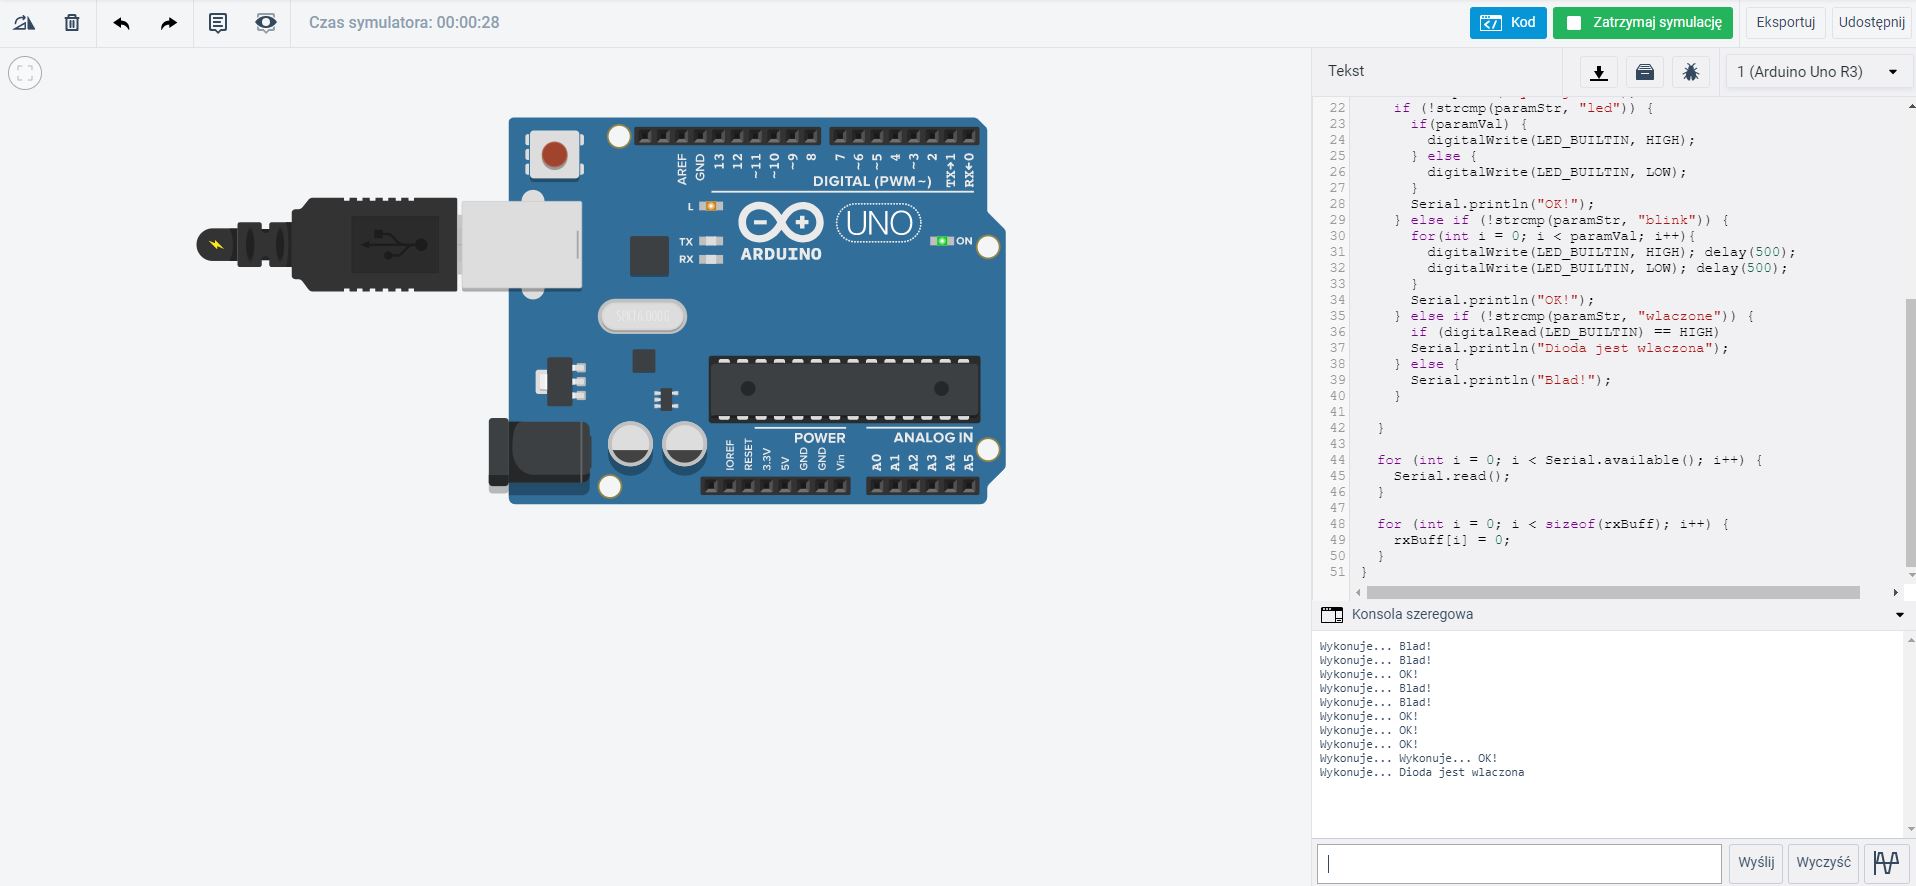 Czas symulatora: 00:00:28
Kod
Zatrzymaj symulację
Eksportuj
Udostępnij
Tekst
1 (Arduino Uno R3)
AREF
GND
13
12
~11
~10
~9
8
7
~6
~5
4
~3
2
TX→1
RX←0
DIGITAL (PWM~)
L
TX
RX
UNO
ON
ARDUINO
SPK16.000G
POWER
ANALOG IN
IOREF
RESET
3.3V
5V
GND
GND
Vin
A0
A1
A2
A3
A4
A5
22 if (!strcmp(paramStr, "led")) {
23 if(paramVal) {
24 digitalWrite(LED_BUILTIN, HIGH);
25 } else {
26 digitalWrite(LED_BUILTIN, LOW);
27 }
28 Serial.println("OK!");
29 } else if (!strcmp(paramStr, "blink")) {
30 for(int i = 0; i < paramVal; i++){
31 digitalWrite(LED_BUILTIN, HIGH); delay(500);
32 digitalWrite(LED_BUILTIN, LOW); delay(500);
33 }
34 Serial.println("OK!");
35 } else if (!strcmp(paramStr, "wlaczone")) {
36 if (digitalRead(LED_BUILTIN) == HIGH)
37 Serial.println("Dioda jest wlaczona");
38 } else {
39 Serial.println("Blad!");
40 }
41
42 }
43
44 for (int i = 0; i < Serial.available(); i++) {
45 Serial.read();
46 }
47
48 for (int i = 0; i < sizeof(rxBuff); i++) {
49 rxBuff[i] = 0;
50 }
51 }
Konsola szeregowa
Wykonuje... Blad!
Wykonuje... Blad!
Wykonuje... OK!
Wykonuje... Blad!
Wykonuje... Blad!
Wykonuje... OK!
Wykonuje... OK!
Wykonuje... OK!
Wykonuje... Wykonuje... OK!
Wykonuje... Dioda jest wlaczona
Wyślij
Wyczyść